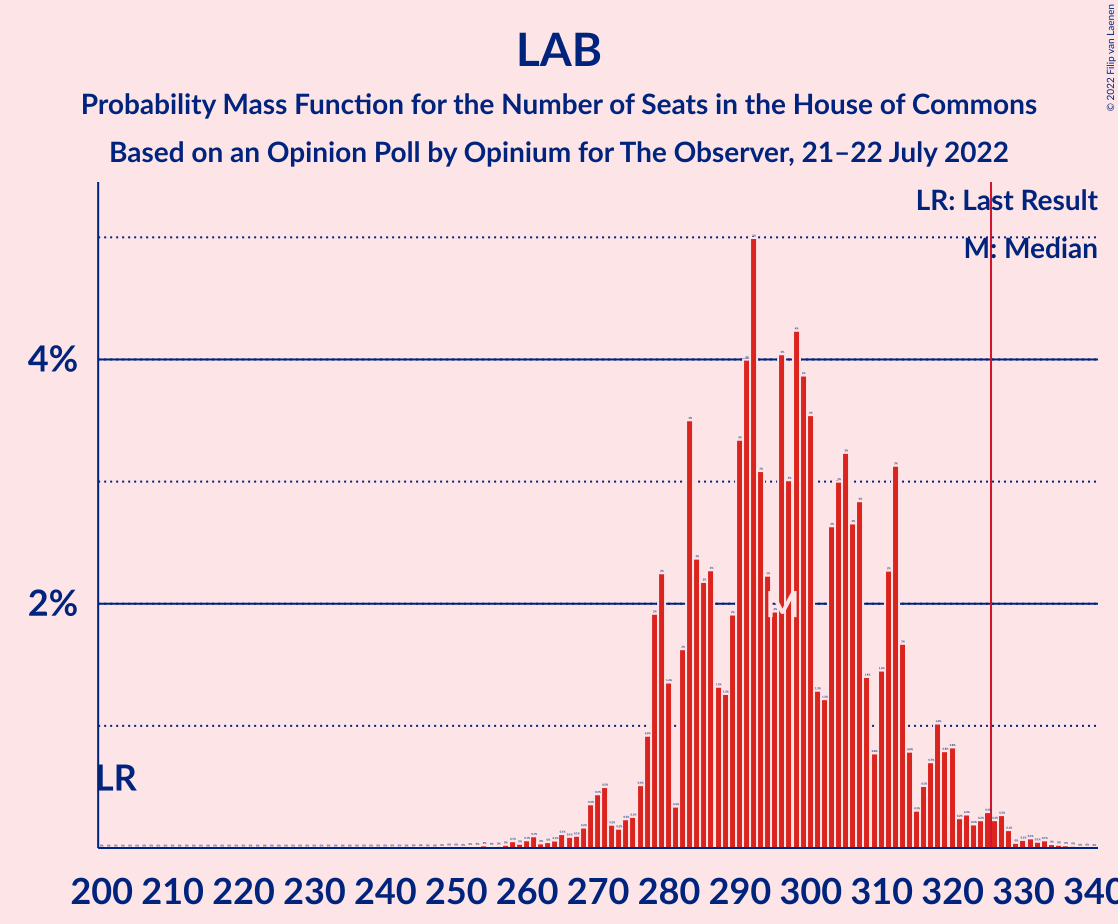 LAB
Probability Mass Function for the Number of Seats in the House of Commons
Based on an Opinion Poll by Opinium for The Observer, 21–22 July 2022
© 2022 Filip van Laenen
LR: Last Result
M: Median
4%
2%
M
LR
200 210 220 230 240 250 260 270 280 290 300 310 320 330 340